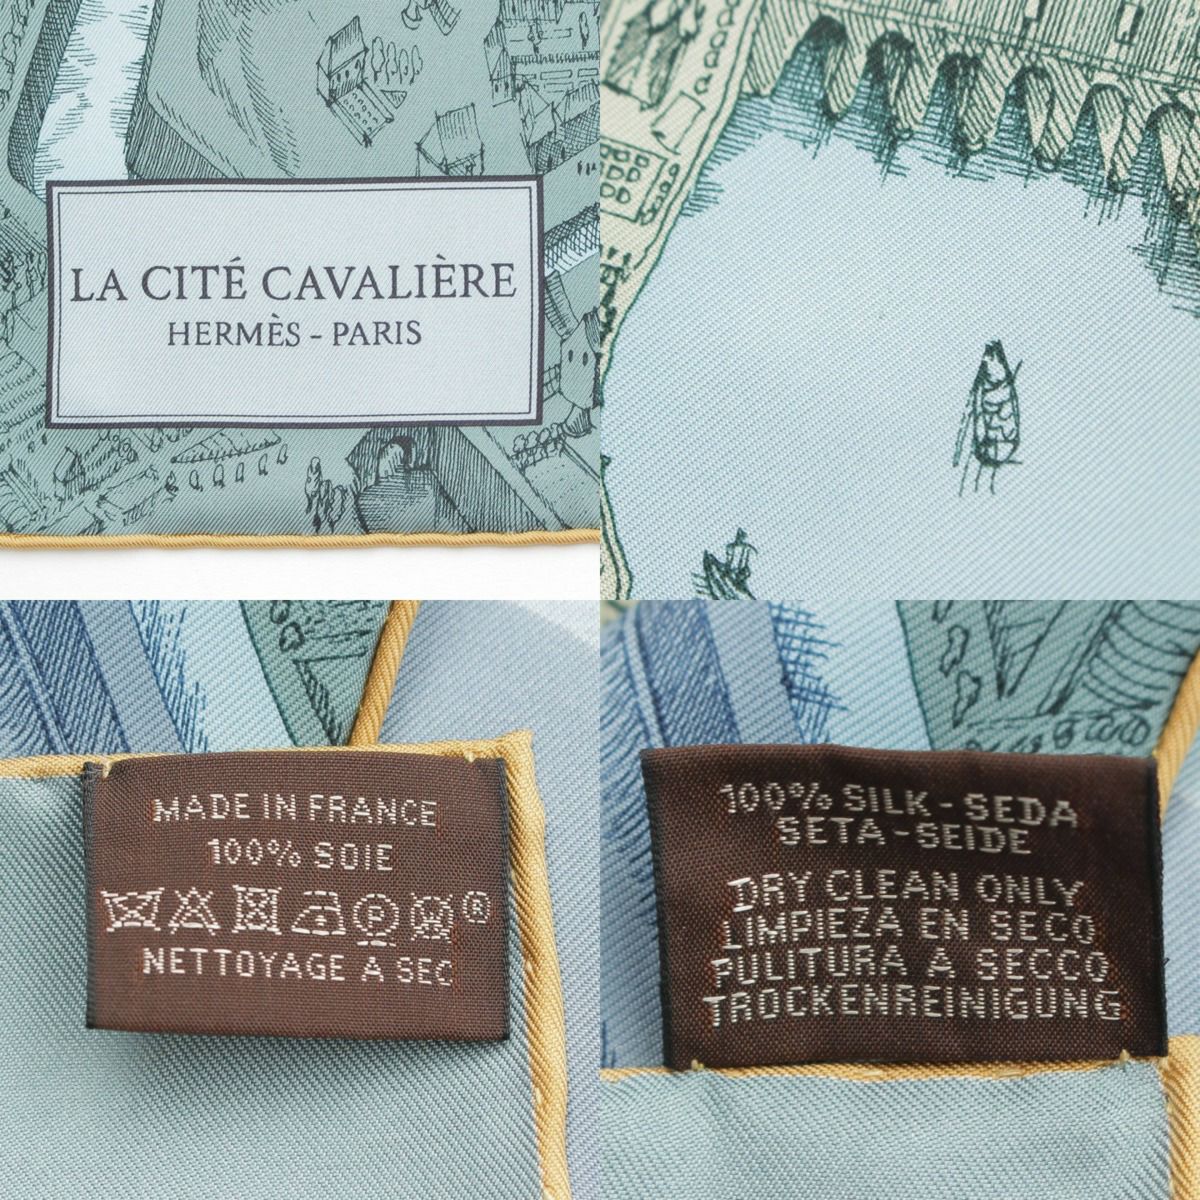 LA CITÉ CAVALIÈRE
HERMÈS - PARIS
MADE IN FRANCE
100% SOIE
P ®
NETTOYAGE A SEC
100% SILK - SEDA
SETA - SEIDE
DRY CLEAN ONLY
LIMPIEZA EN SECO
PULITURA A SECCO
TROCKENREINIGUNG